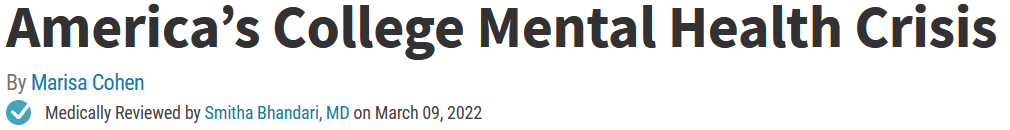 America’s College Mental Health Crisis
By Marisa Cohen
Medically Reviewed by Smitha Bhandari, MD on March 09, 2022